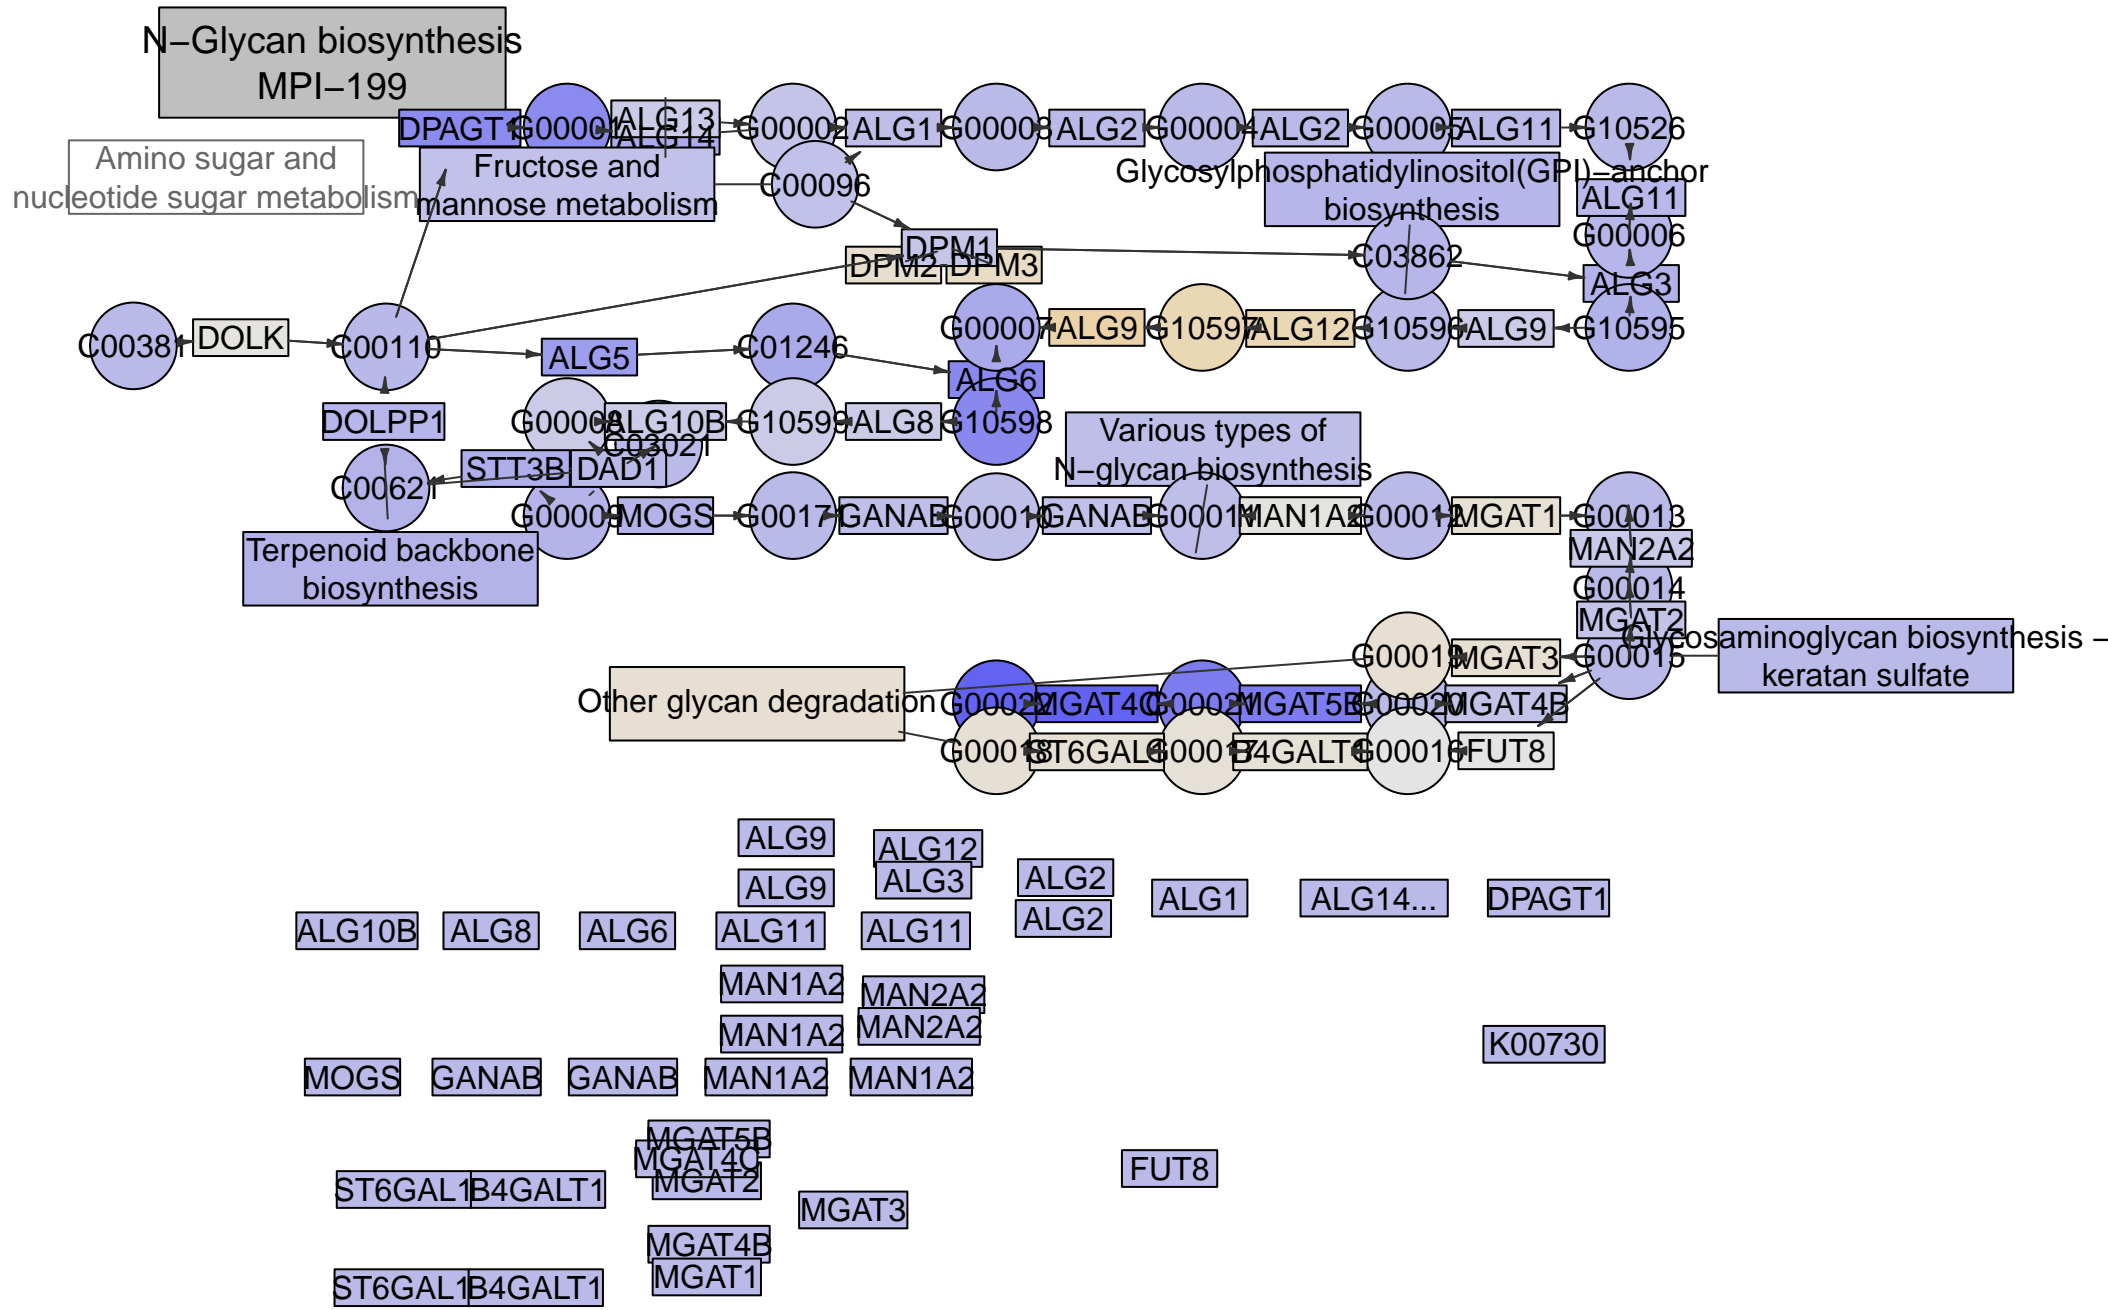 N−Glycan biosynthesis
MPI−199
DPAGT1
G00001
ALG13
ALG14
G00002
ALG1
G00003
ALG2
G00004
ALG2
G00005
ALG11
G10526
Amino sugar and
nucleotide sugar metabolism
Fructose and
mannose metabolism
C00096
Glycosylphosphatidylinositol(GPI)−anchor
biosynthesis
ALG11
G00006
DPM1
DPM2
DPM3
C03862
ALG3
C00381
DOLK
C00110
ALG5
C01246
G00007
ALG9
G10597
ALG12
G10596
ALG9
G10595
ALG6
DOLPP1
G00008
ALG10B
C03021
G10599
ALG8
G10598
Various types of
N−glycan biosynthesis
STT3B
DAD1
C00621
G00009
MOGS
G00171
GANAB
G00010
GANAB
G00011
MAN1A2
G00012
MGAT1
G00013
MAN2A2
Terpenoid backbone
biosynthesis
G00014
MGAT2
Glycosaminoglycan biosynthesis −
keratan sulfate
G00019
MGAT3
G00015
Other glycan degradation
G00022
MGAT4C
G00021
MGAT5B
G00020
MGAT4B
G00018
ST6GAL1
G00017
B4GALT1
G00016
FUT8
ALG9
ALG12
ALG9
ALG3
ALG2
ALG1
ALG14...
DPAGT1
ALG2
ALG10B
ALG8
ALG6
ALG11
ALG11
MAN1A2
MAN2A2
MAN1A2
MAN2A2
K00730
MOGS
GANAB
GANAB
MAN1A2
MAN1A2
MGAT5B
MGAT4C
MGAT2
FUT8
ST6GAL1
B4GALT1
MGAT3
MGAT4B
MGAT1
ST6GAL1
B4GALT1